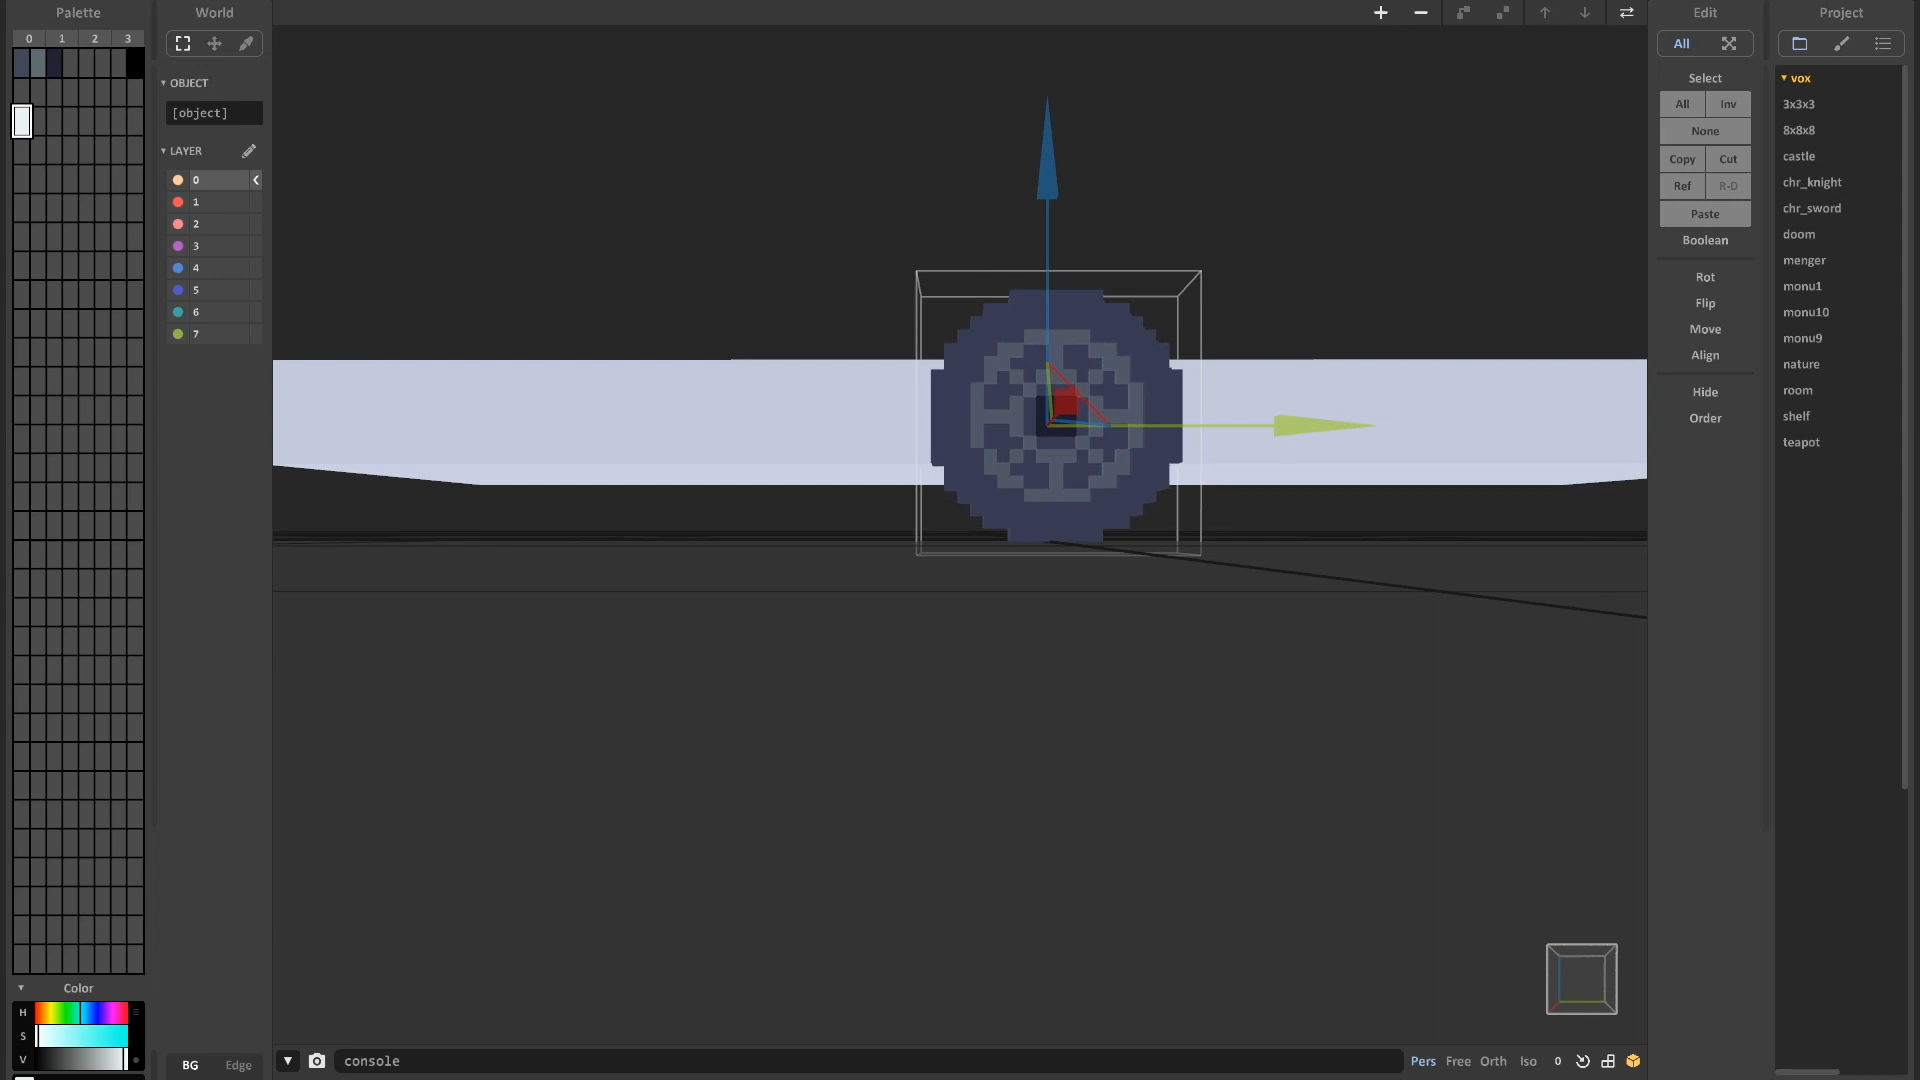 Palette
0 1 2 3
Color
H
S
V
World
OBJECT
[object]
LAYER
0
1
2
3
4
5
6
7
BG Edge
console
Pers Free Orth Iso 0
Edit
All
Select
All Inv
None
Copy Cut
Ref R-D
Paste
Boolean
Rot
Flip
Move
Align
Hide
Order
Project
vox
3x3x3
8x8x8
castle
chr_knight
chr_sword
doom
menger
monu1
monu10
monu9
nature
room
shelf
teapot